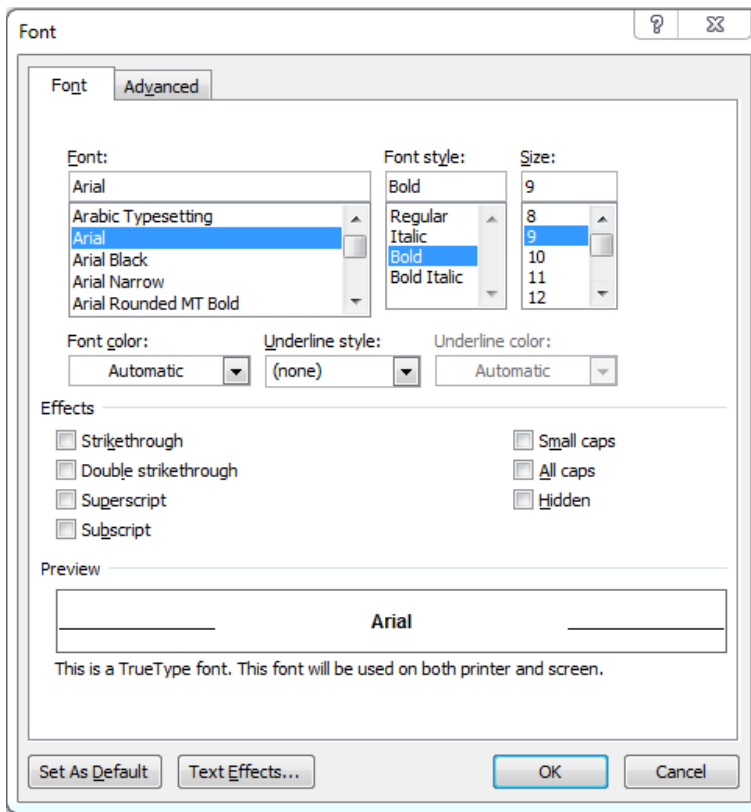 Font
Font Advanced
Font: Font style: Size:
Arial Bold 9
Arabic Typesetting Regular 8
Arial Italic 9
Arial Black Bold 10
Arial Narrow Bold Italic 11
Arial Rounded MT Bold 12
Font color: Underline style: Underline color:
Automatic (none) Automatic
Effects
Strikethrough Small caps
Double strikethrough All caps
Superscript Hidden
Subscript
Preview
Arial
This is a TrueType font. This font will be used on both printer and screen.
Set As Default Text Effects... OK Cancel